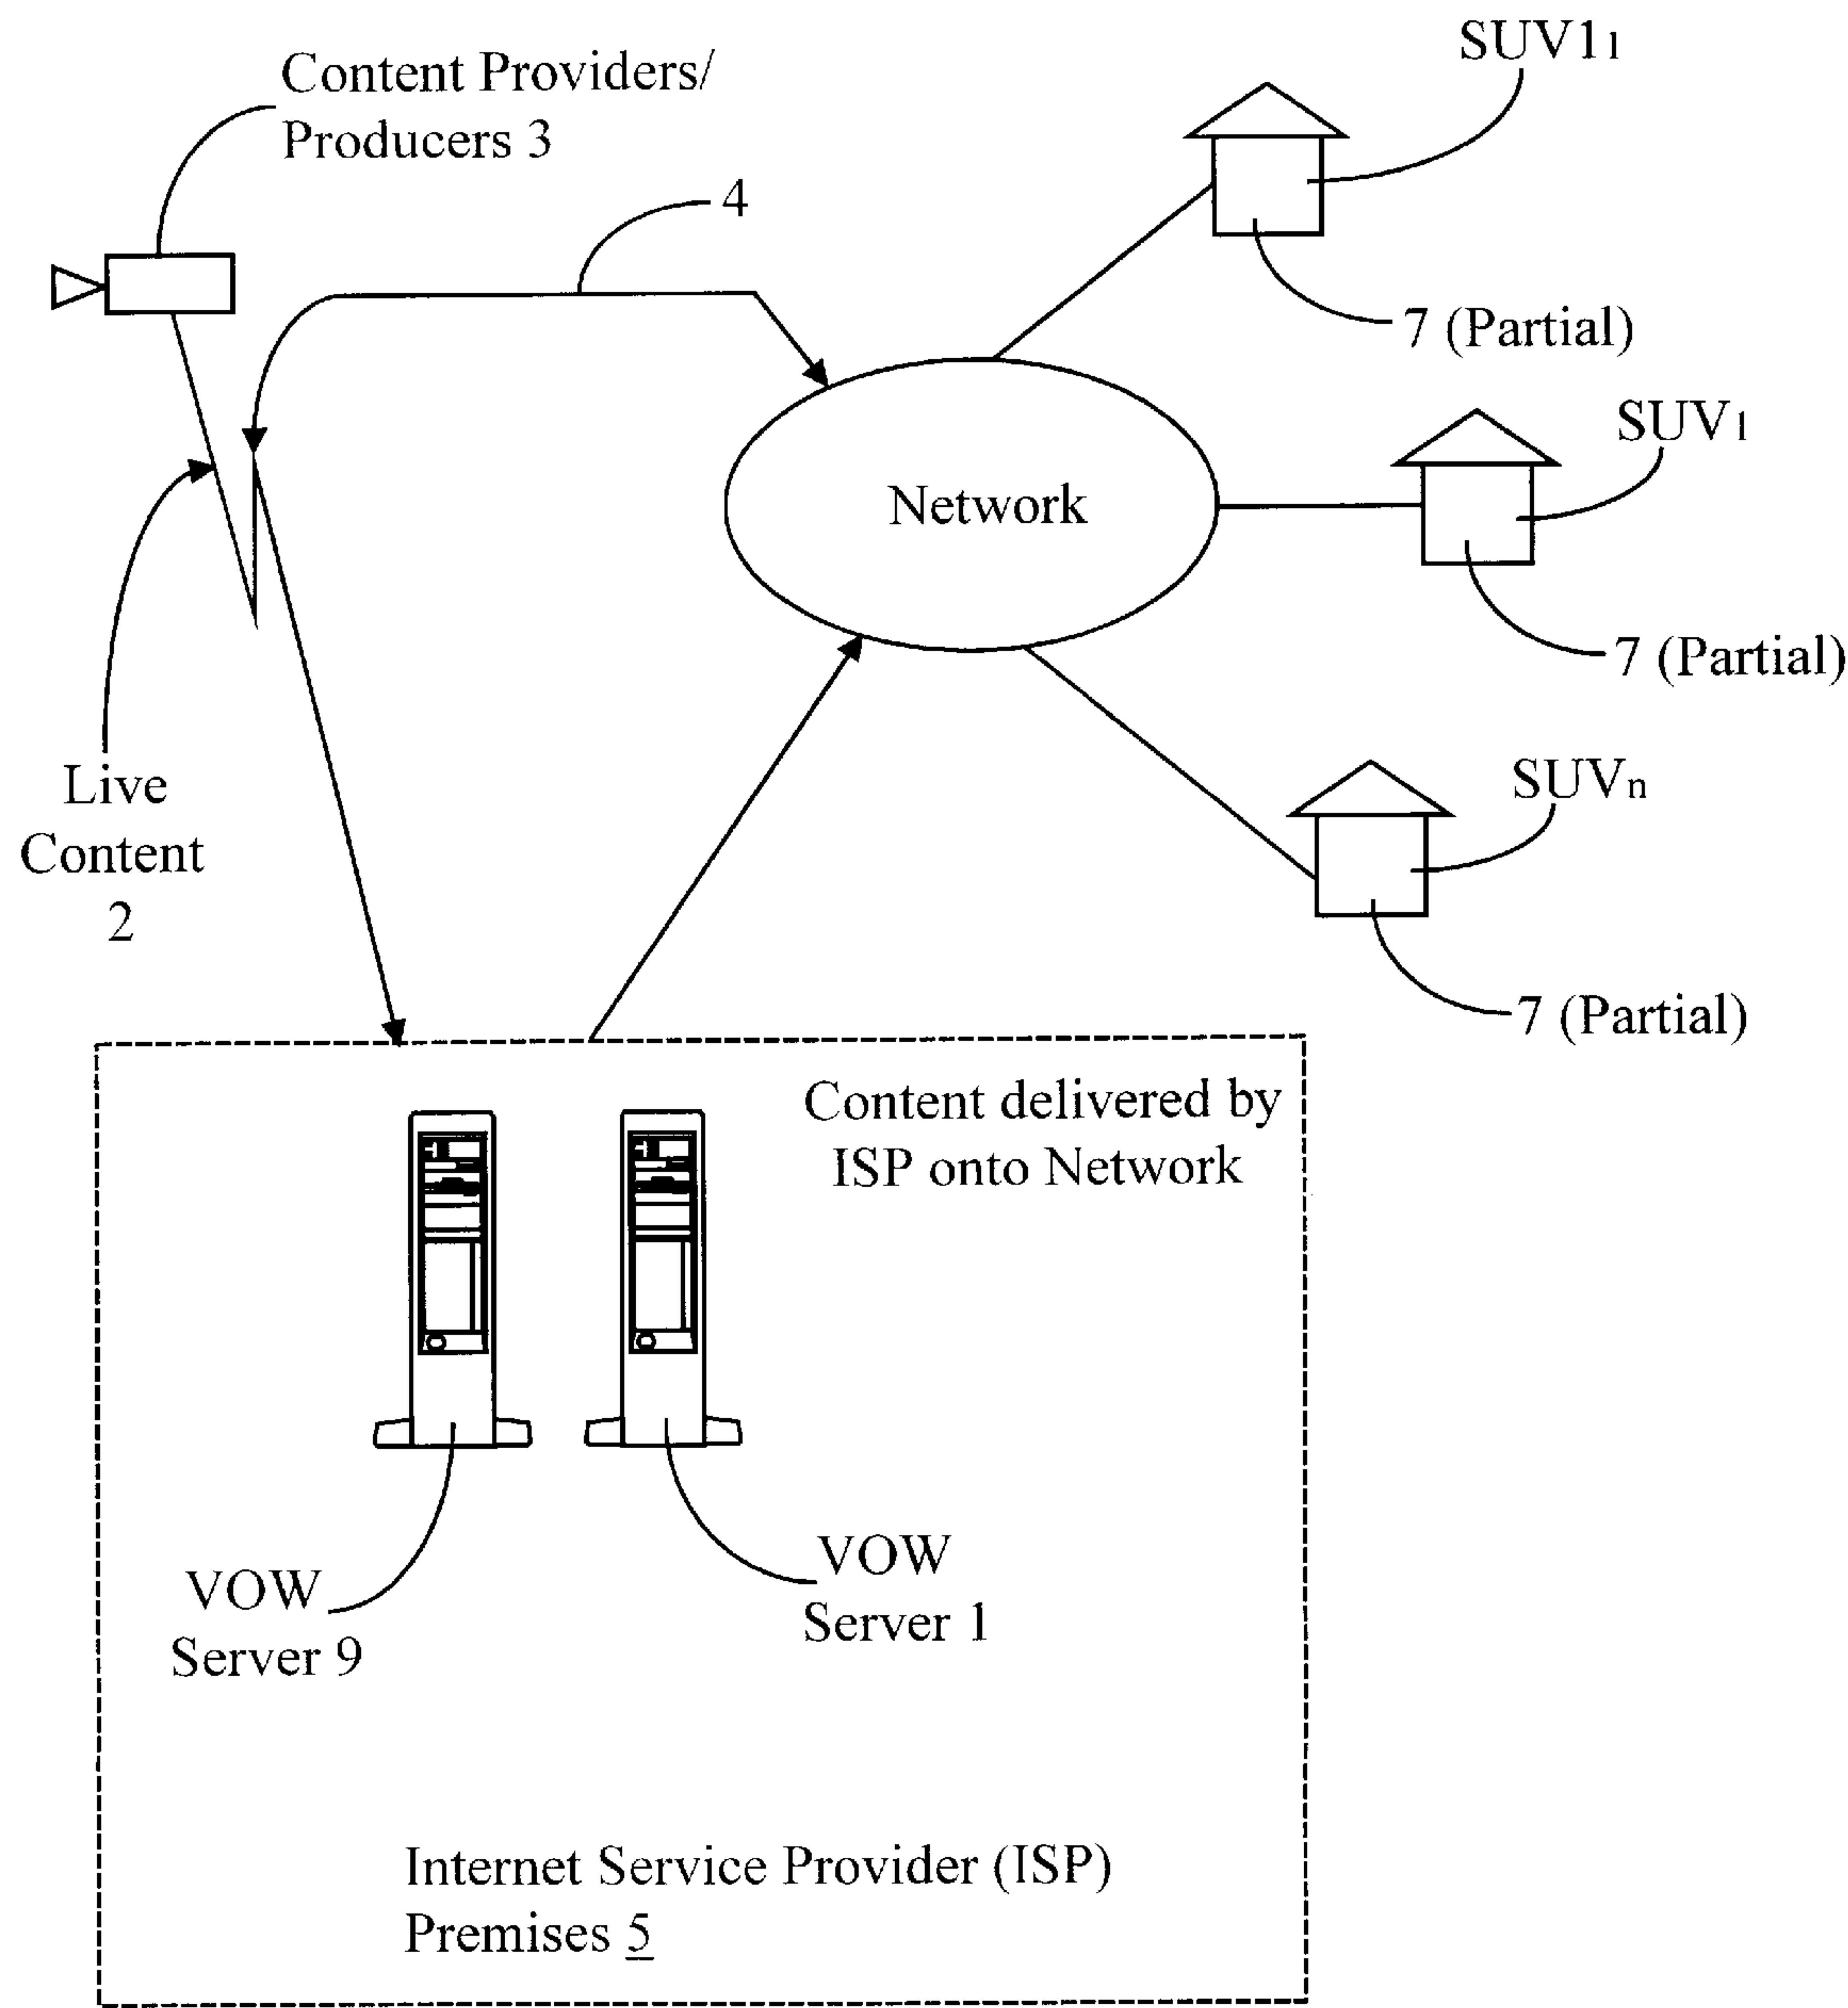 SUV11
Content Providers/
Producers 3
4
7 (Partial)
SUV1
Network
7 (Partial)
SUVn
Live
Content
2
7 (Partial)
Content delivered by
ISP onto Network
VOW
Server 1
VOW
Server 9
Internet Service Provider (ISP)
Premises 5